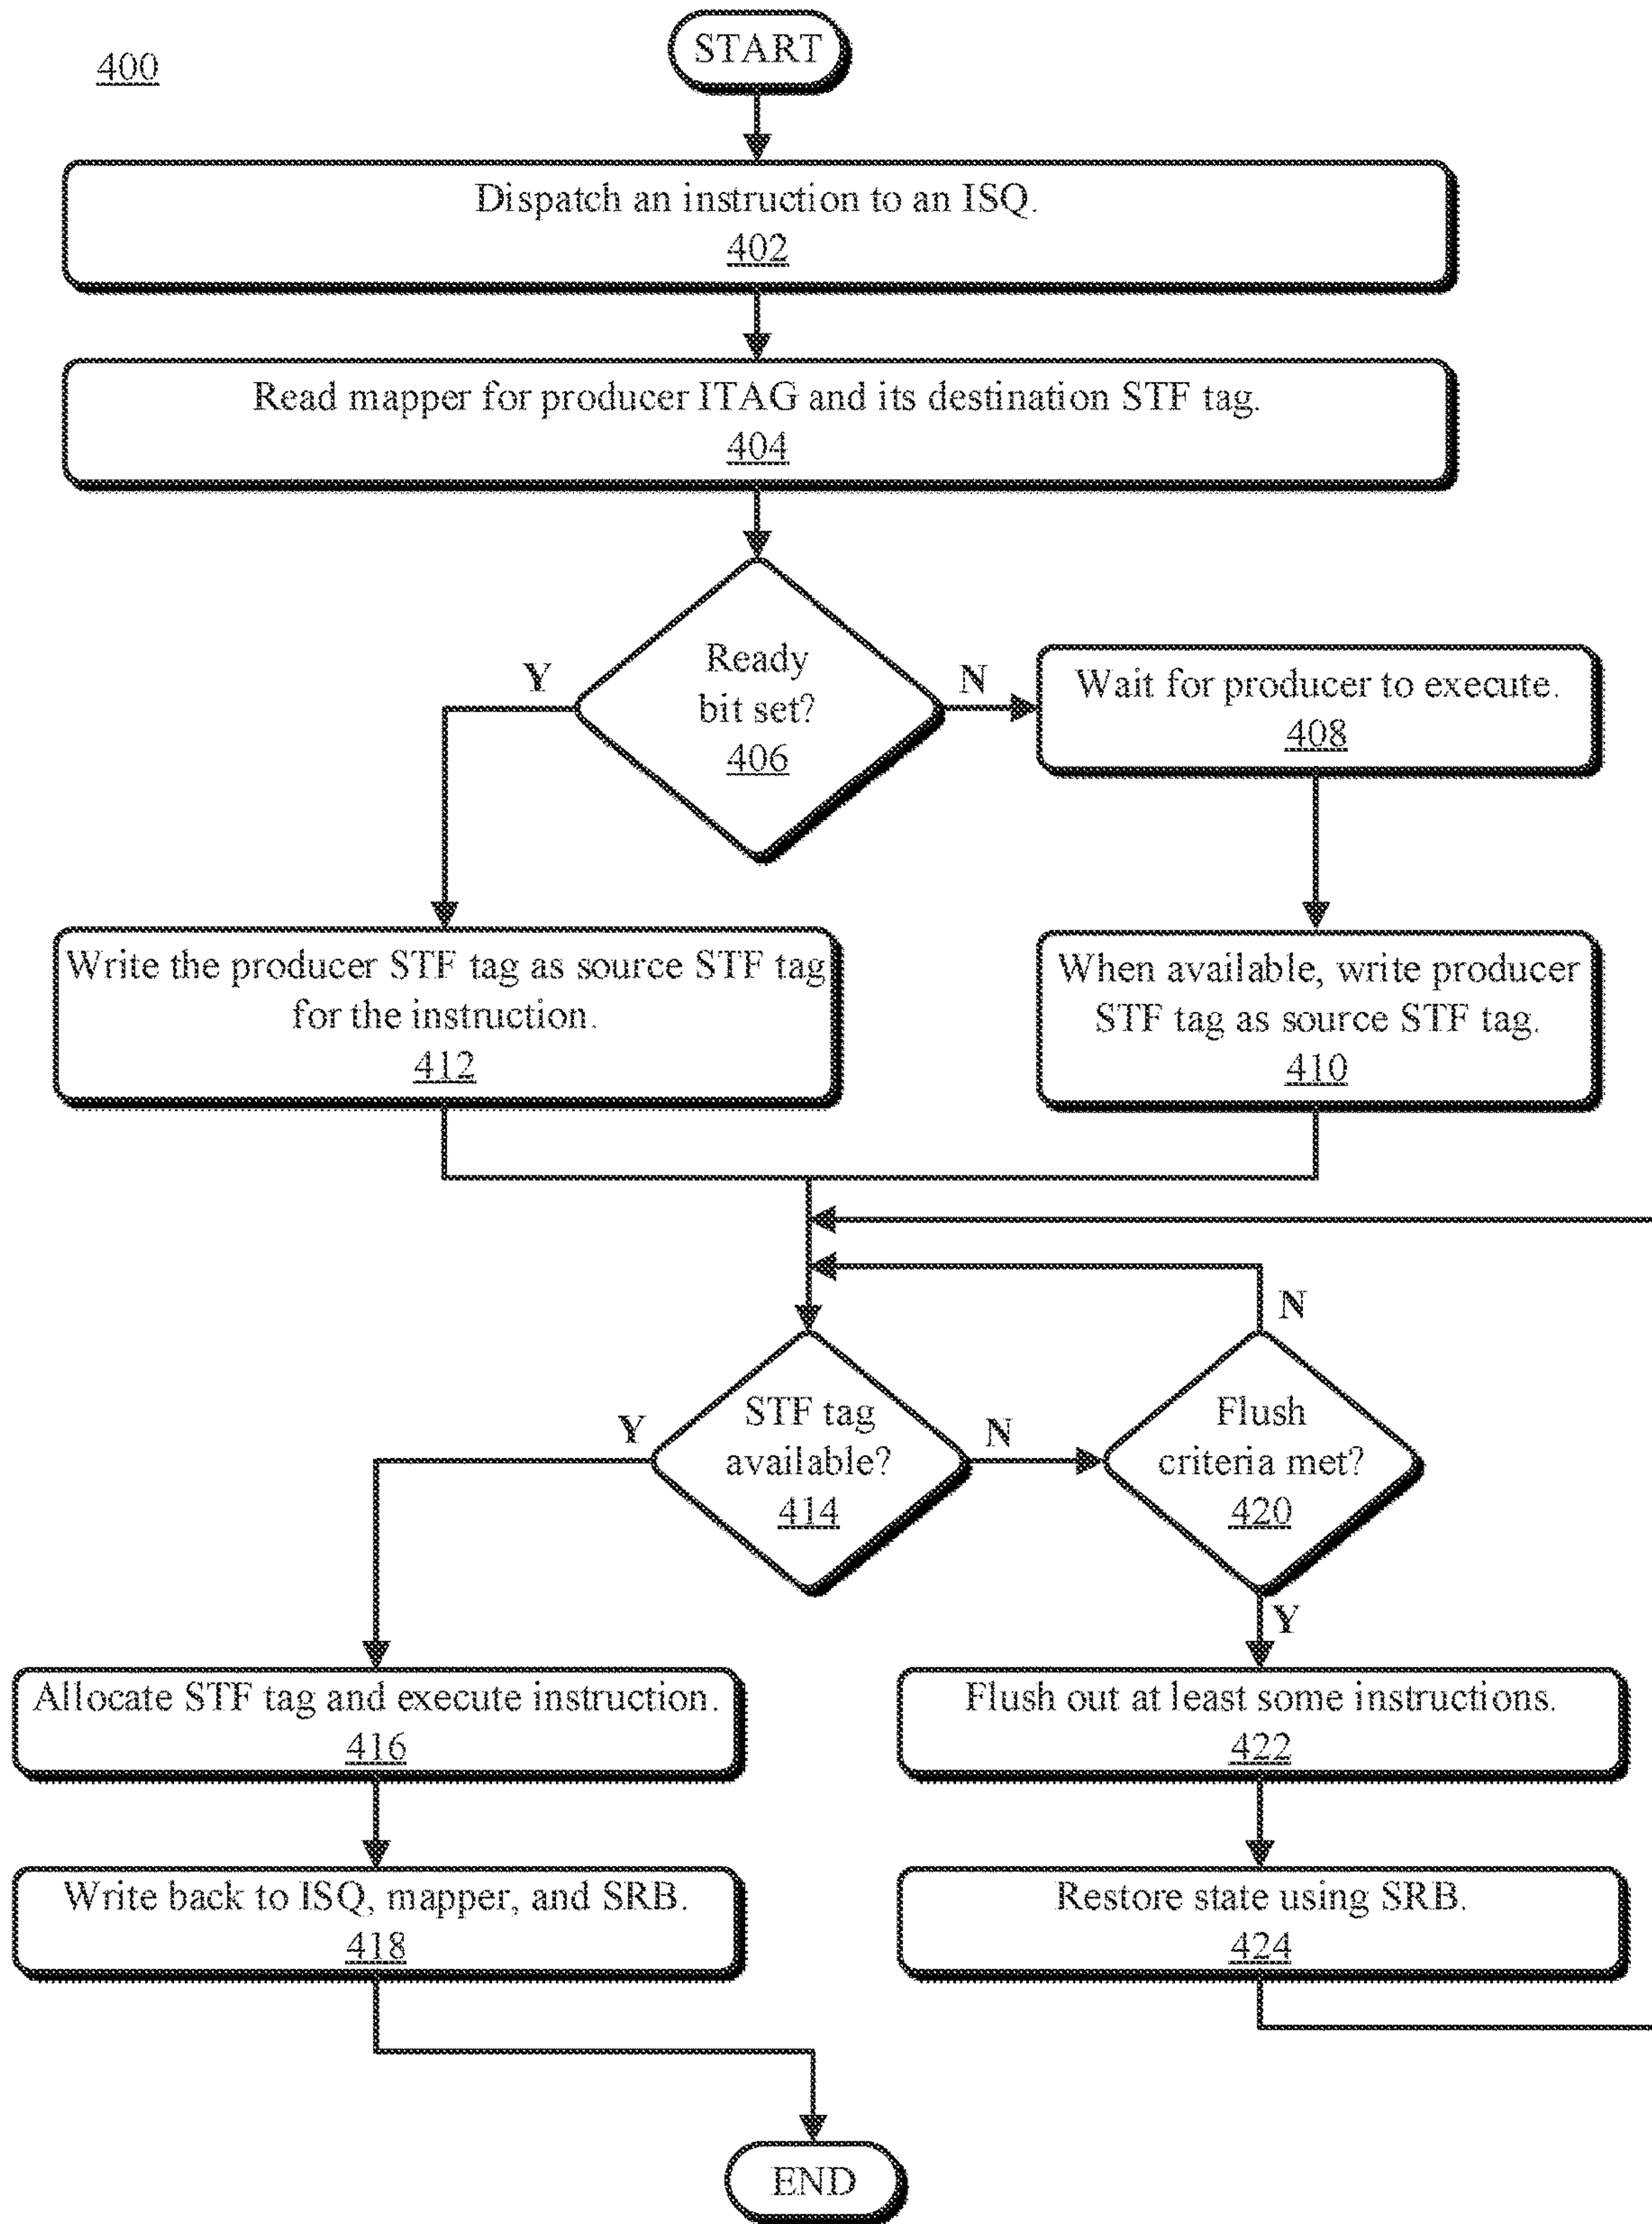 400
START
Dispatch an instruction to an ISQ.
402
Read mapper for producer ITAG and its destination STF tag.
404
Ready
bit set?
406
Y
N
Wait for producer to execute.
408
Write the producer STF tag as source STF tag
for the instruction.
412
When available, write producer
STF tag as source STF tag.
410
N
STF tag
available?
414
Y
N
Flush
criteria met?
420
Y
Allocate STF tag and execute instruction.
416
Flush out at least some instructions.
422
Write back to ISQ, mapper, and SRB.
418
Restore state using SRB.
424
END